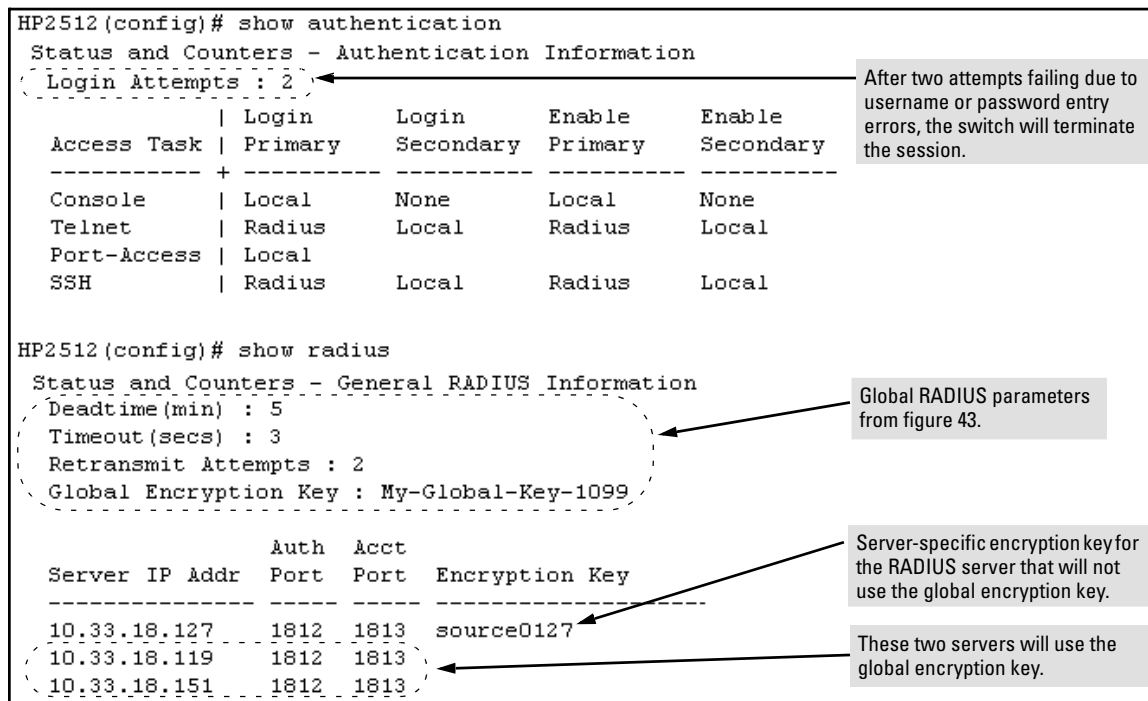 HP2512(config)# show authentication
Status and Counters - Authentication Information
Login Attempts : 2
After two attempts failing due to
username or password entry
errors, the switch will terminate
the session.
| Login Login Enable Enable
Access Task | Primary Secondary Primary Secondary
----------- + ---------- ---------- ---------- ----------
Console | Local None Local None
Telnet | Radius Local Radius Local
Port-Access | Local
SSH | Radius Local Radius Local
HP2512(config)# show radius
Status and Counters - General RADIUS Information
Deadtime(min) : 5
Timeout(secs) : 3
Retransmit Attempts : 2
Global Encryption Key : My-Global-Key-1099
Global RADIUS parameters
from figure 43.
Auth Acct
Server IP Addr Port Port Encryption Key
--------------- ----- ----- --------------------
10.33.18.127 1812 1813 source0127
10.33.18.119 1812 1813
10.33.18.151 1812 1813
Server-specific encryption key for
the RADIUS server that will not
use the global encryption key.
These two servers will use the
global encryption key.